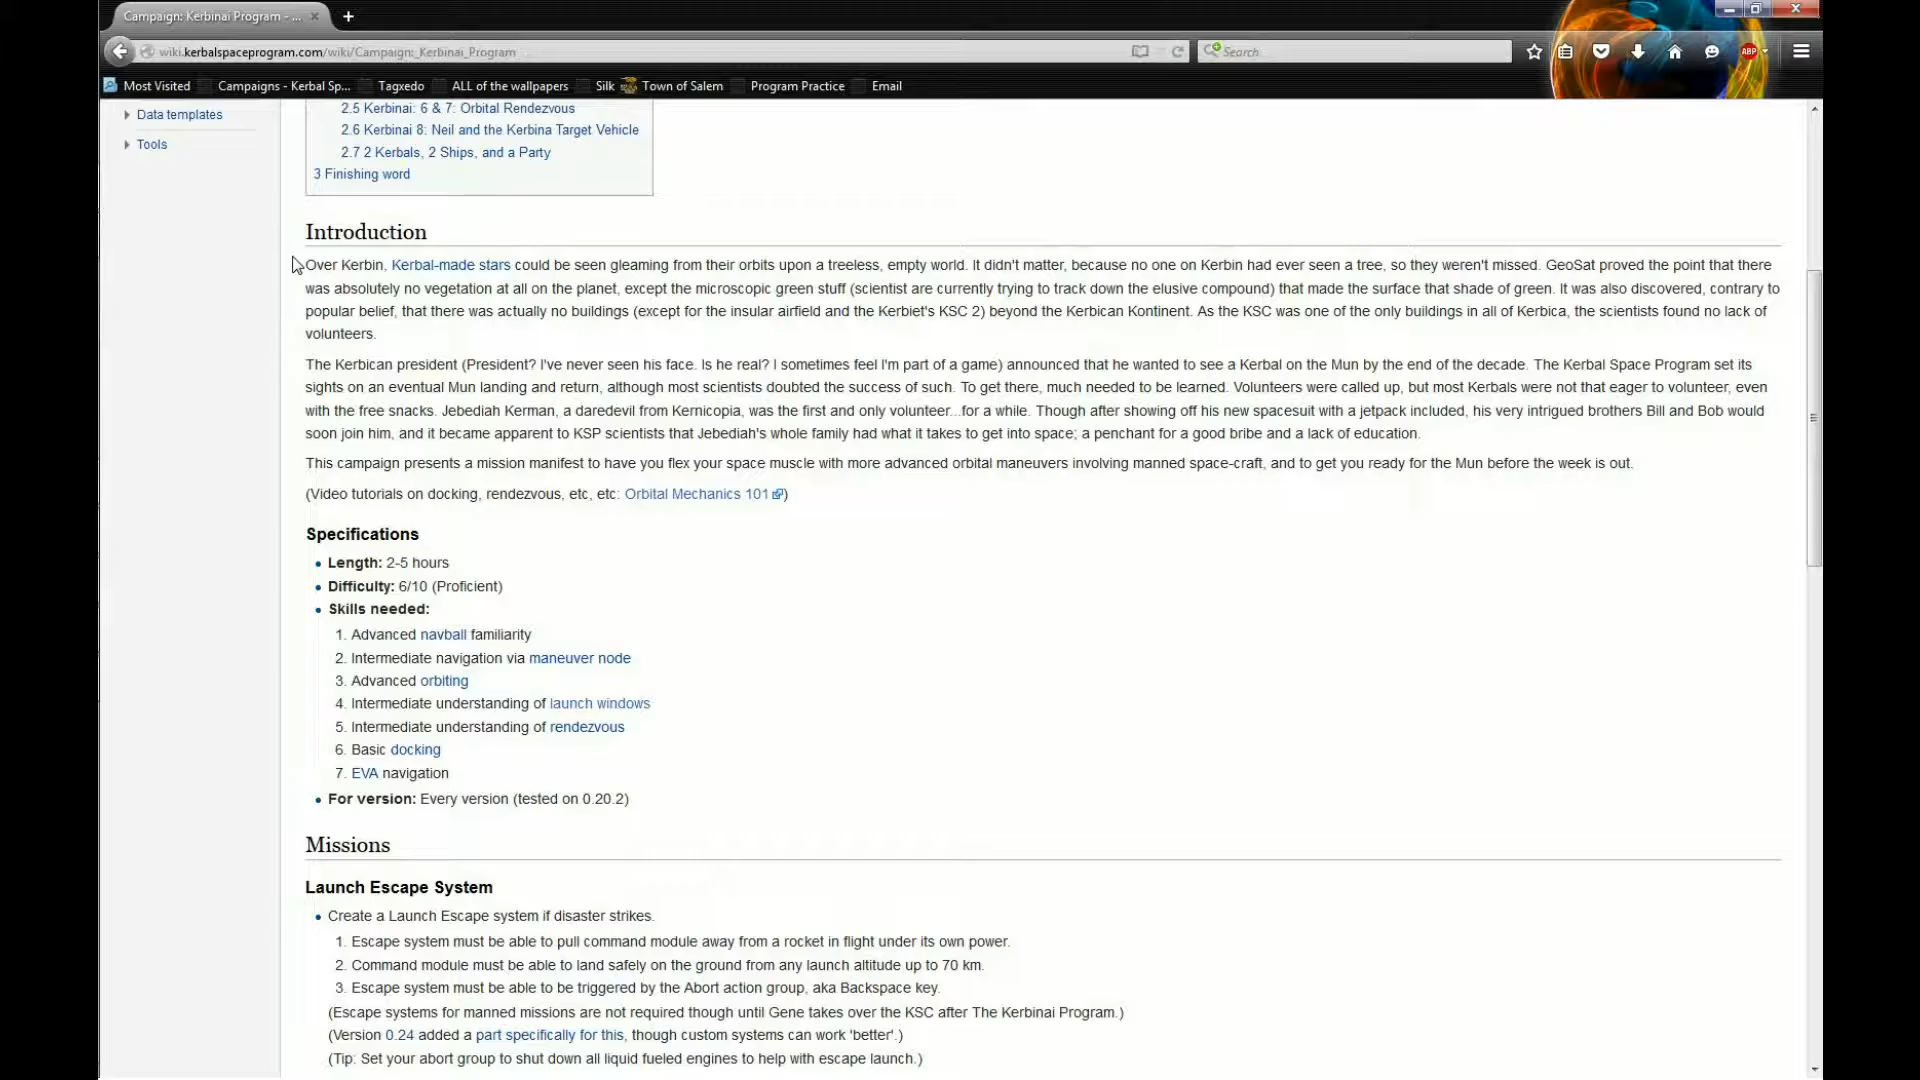 Campaign: Kerbinai Program - ...
wiki.kerbalspaceprogram.com/wiki/Campaign:_Kerbinai_Program
Search
ABP
Most Visited
Campaigns - Kerbal Sp...
Tagxedo
ALL of the wallpapers
Silk
Town of Salem
Program Practice
Email
Data templates
Tools
2.5 Kerbinai: 6 & 7: Orbital Rendezvous
2.6 Kerbinai 8: Neil and the Kerbina Target Vehicle
2.7 2 Kerbals, 2 Ships, and a Party
3 Finishing word
Introduction
Over Kerbin, Kerbal-made stars could be seen gleaming from their orbits upon a treeless, empty world. It didn't matter, because no one on Kerbin had ever seen a tree, so they weren't missed. GeoSat proved the point that there
was absolutely no vegetation at all on the planet, except the microscopic green stuff (scientist are currently trying to track down the elusive compound) that made the surface that shade of green. It was also discovered, contrary to
popular belief, that there was actually no buildings (except for the insular airfield and the Kerbiet's KSC 2) beyond the Kerbican Kontinent. As the KSC was one of the only buildings in all of Kerbica, the scientists found no lack of
volunteers.
The Kerbican president (President? I've never seen his face. Is he real? I sometimes feel I'm part of a game) announced that he wanted to see a Kerbal on the Mun by the end of the decade. The Kerbal Space Program set its
sights on an eventual Mun landing and return, although most scientists doubted the success of such. To get there, much needed to be learned. Volunteers were called up, but most Kerbals were not that eager to volunteer, even
with the free snacks. Jebediah Kerman, a daredevil from Kernicopia, was the first and only volunteer...for a while. Though after showing off his new spacesuit with a jetpack included, his very intrigued brothers Bill and Bob would
soon join him, and it became apparent to KSP scientists that Jebediah's whole family had what it takes to get into space; a penchant for a good bribe and a lack of education.
This campaign presents a mission manifest to have you flex your space muscle with more advanced orbital maneuvers involving manned space-craft, and to get you ready for the Mun before the week is out.
(Video tutorials on docking, rendezvous, etc, etc: Orbital Mechanics 101)
Specifications
Length: 2-5 hours
Difficulty: 6/10 (Proficient)
Skills needed:
1. Advanced navball familiarity
2. Intermediate navigation via maneuver node
3. Advanced orbiting
4. Intermediate understanding of launch windows
5. Intermediate understanding of rendezvous
6. Basic docking
7. EVA navigation
For version: Every version (tested on 0.20.2)
Missions
Launch Escape System
Create a Launch Escape system if disaster strikes.
1. Escape system must be able to pull command module away from a rocket in flight under its own power.
2. Command module must be able to land safely on the ground from any launch altitude up to 70 km.
3. Escape system must be able to be triggered by the Abort action group, aka Backspace key.
(Escape systems for manned missions are not required though until Gene takes over the KSC after The Kerbinai Program.)
(Version 0.24 added a part specifically for this, though custom systems can work 'better'.)
(Tip: Set your abort group to shut down all liquid fueled engines to help with escape launch.)